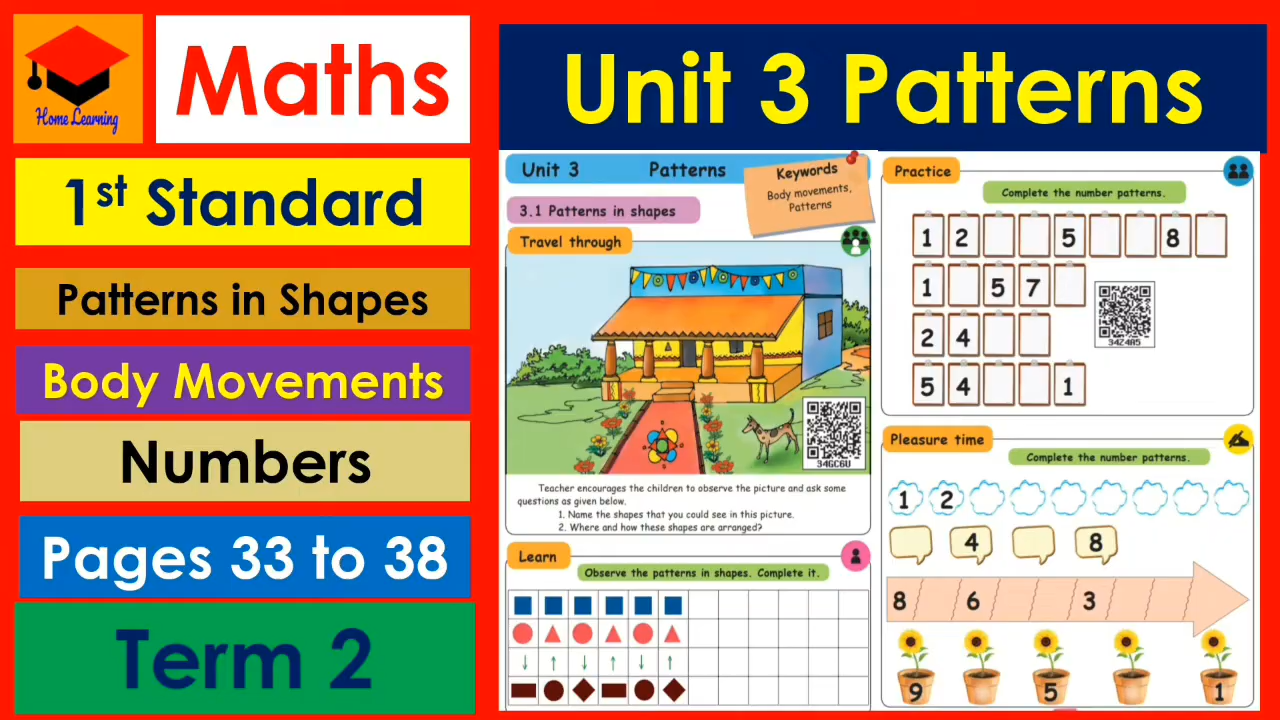 Home Learning
Maths
1st Standard
Patterns in Shapes
Body Movements
Numbers
Pages 33 to 38
Term 2
Unit 3 Patterns
Unit 3 Patterns
Keywords
Body movements,
Patterns
3.1 Patterns in shapes
Travel through
34GC6U
Teacher encourages the children to observe the picture and ask some
questions as given below.
1. Name the shapes that you could see in this picture.
2. Where and how these shapes are arranged?
Learn
Observe the patterns in shapes. Complete it.
Practice
Complete the number patterns.
1 2 5 8
1 5 7
2 4
5 4 1
34Z4A5
Pleasure time
Complete the number patterns.
1 2
4 8
8 6 3
9 5 1